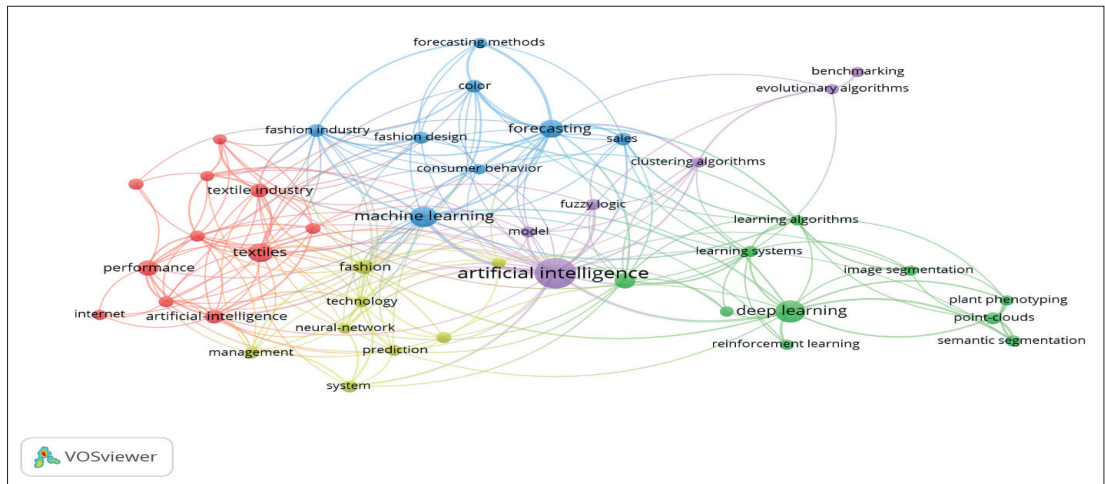 forecasting methods
benchmarking
color
evolutionary algorithms
fashion industry
fashion design
forecasting
sales
consumer behavior
clustering algorithms
textile industry
fuzzy logic
machine learning
learning algorithms
model
textiles
learning systems
performance
fashion
artificial intelligence
image segmentation
technology
plant phenotyping
internet
artificial-intelligence
deep learning
point-clouds
neural-network
semantic segmentation
management
prediction
reinforcement learning
system
VOSviewer